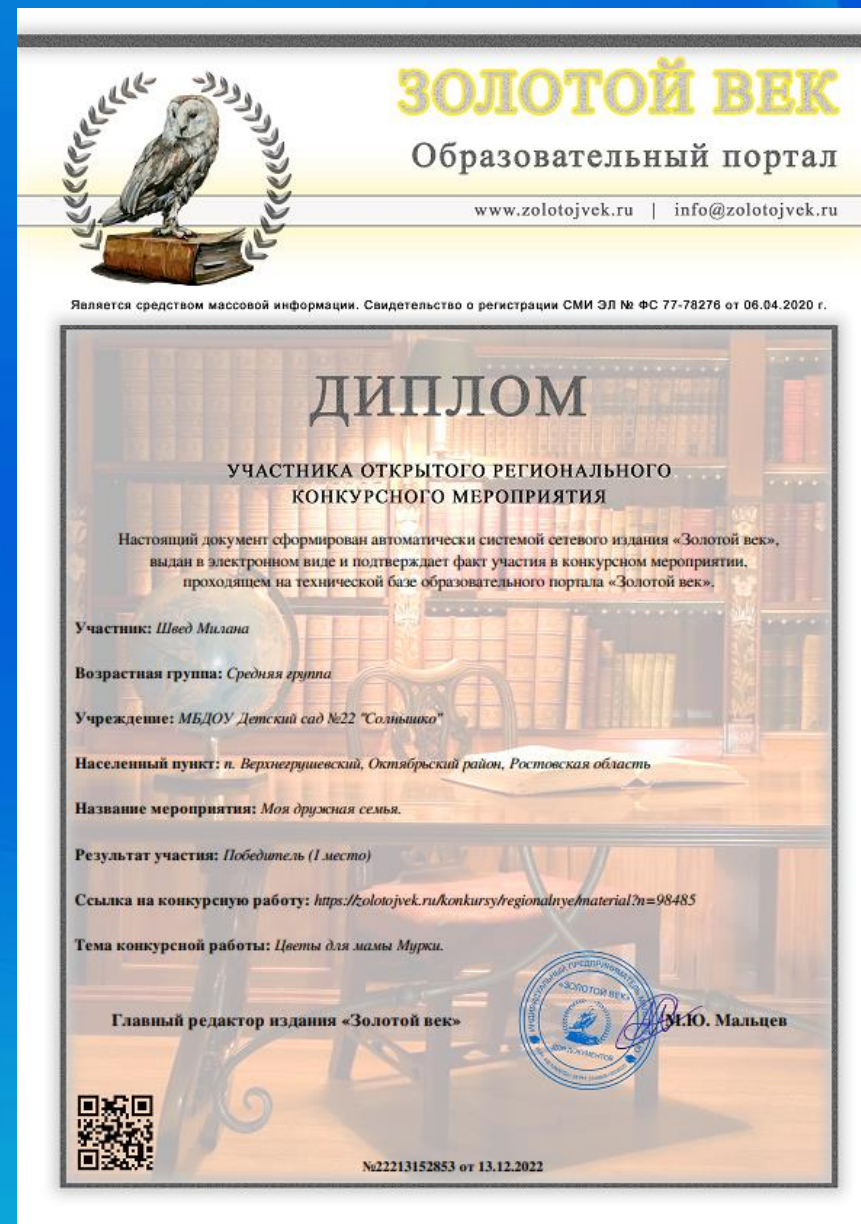 ЗОЛОТОЙ ВЕК
Образовательный портал
www.zolotojvek.ru | info@zolotojvek.ru
Является средством массовой информации. Свидетельство о регистрации СМИ ЭЛ № ФС 77-78276 от 06.04.2020 г.
ДИПЛОМ
УЧАСТНИКА ОТКРЫТОГО РЕГИОНАЛЬНОГО
КОНКУРСНОГО МЕРОПРИЯТИЯ
Настоящий документ сформирован автоматически системой сетевого издания «Золотой век»,
выдан в электронном виде и подтверждает факт участия в конкурсном мероприятии,
проходящем на технической базе образовательного портала «Золотой век».
Участник: Швед Милана
Возрастная группа: Средняя группа
Учреждение: МБДОУ Детский сад №22 "Солнышко"
Населенный пункт: п. Верхнегрушевский, Октябрьский район, Ростовская область
Название мероприятия: Моя дружная семья.
Результат участия: Победитель (1 место)
Ссылка на конкурсную работу: https://zolotojvek.ru/konkursy/regionalnye/material?n=98485
Тема конкурсной работы: Цветы для мамы Мурки.
«ЗОЛОТОЙ ВЕК»
ДЛЯ ДОКУМЕНТОВ
Главный редактор издания «Золотой век» М.Ю. Мальцев
№22213152853 от 13.12.2022